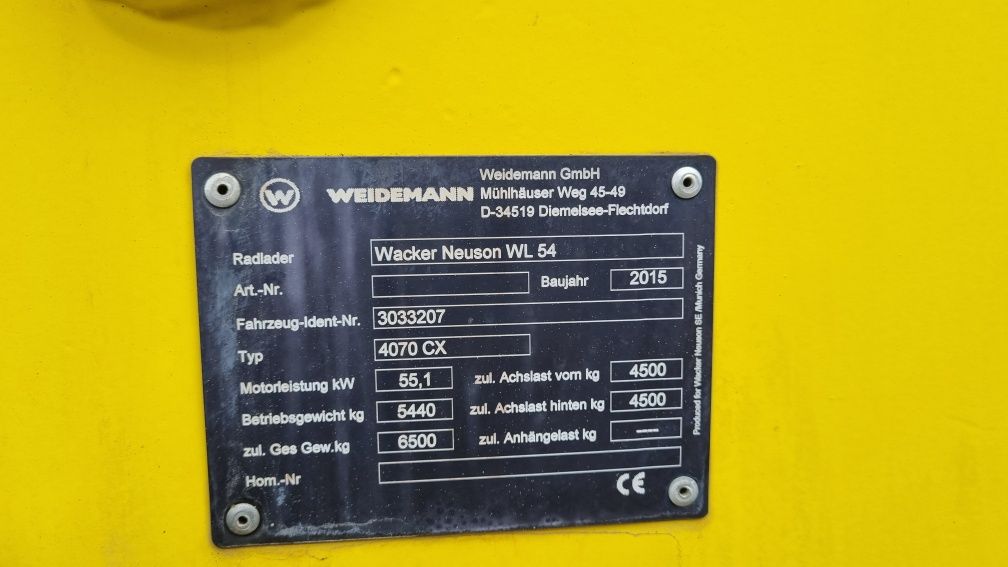 W WEIDEMANN
Weidemann GmbH
Mühlhäuser Weg 45-49
D-34519 Diemelsee-Flechtdorf
Radlader Wacker Neuson WL 54
Art.-Nr. Baujahr 2015
Fahrzeug-Ident-Nr. 3033207
Typ 4070 CX
Motorleistung kW 55,1 zul. Achslast vorn kg 4500
Betriebsgewicht kg 5440 zul. Achslast hinten kg 4500
zul. Ges Gew.kg 6500 zul. Anhängelast kg ---
Hom.-Nr
CE
Produced for Wacker Neuson SE /Munich Germany